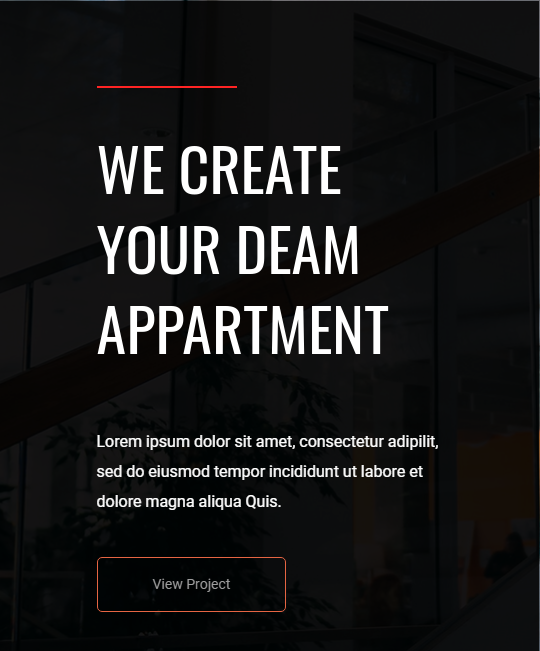 WE CREATE
YOUR DEAM
APPARTMENT
Lorem ipsum dolor sit amet, consectetur adipilit,
sed do eiusmod tempor incididunt ut labore et
dolore magna aliqua Quis.
View Project